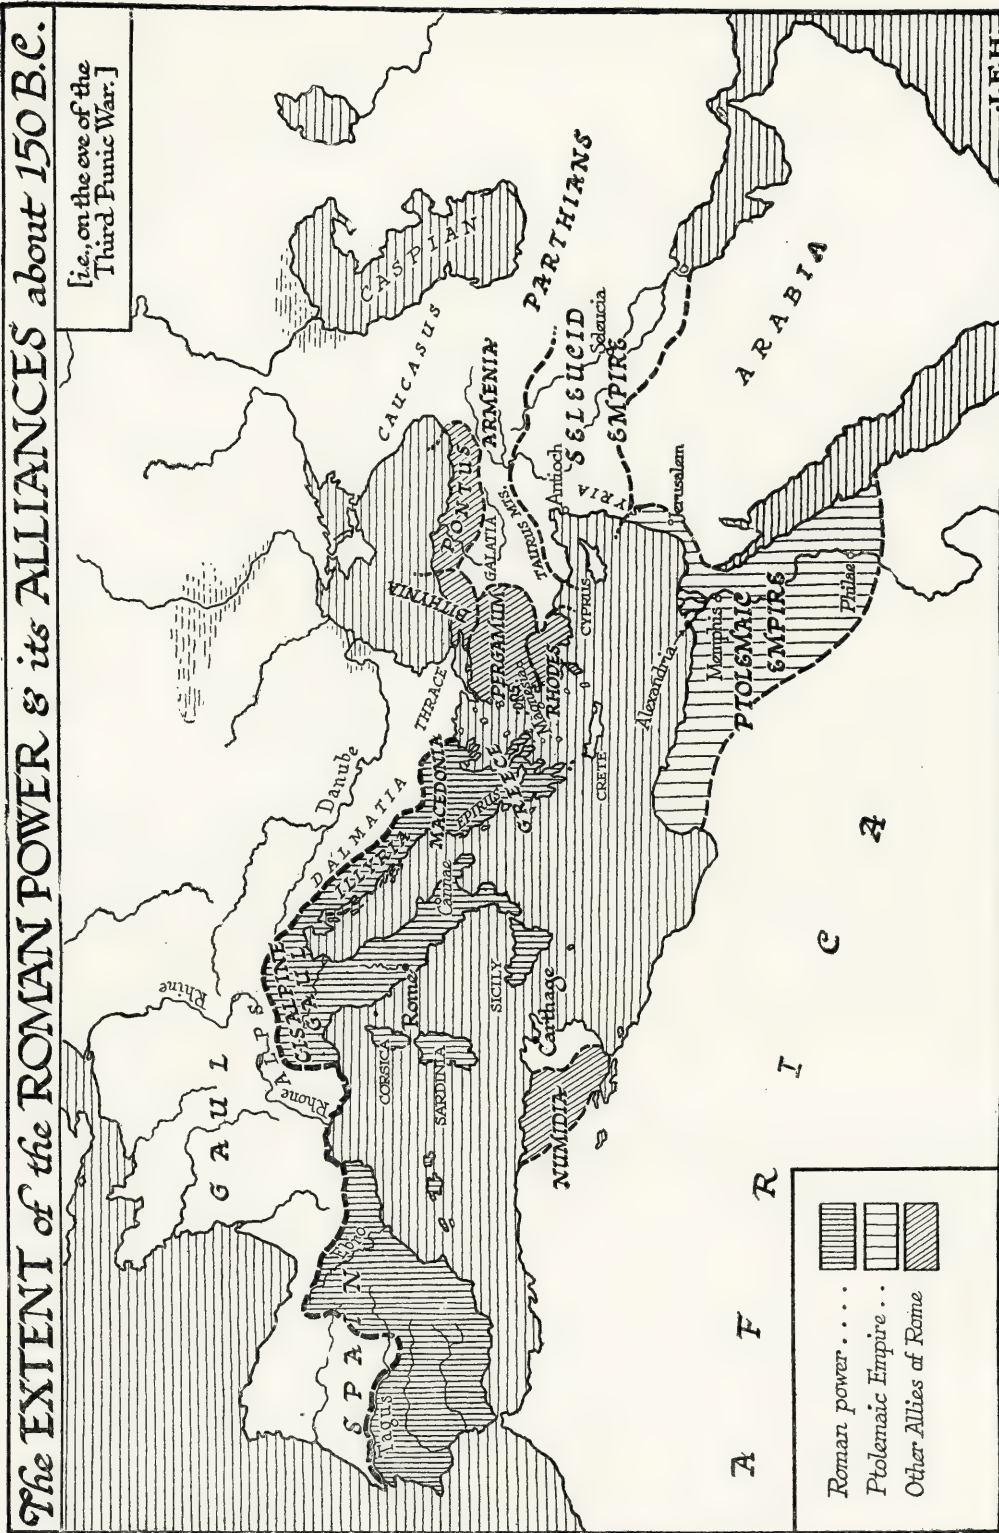 The EXTENT of the ROMAN POWER & its ALLIANCES about 150 B.C.
[i.e., on the eve of the
Third Punic War.]
Rhine
GAUL
ALPS
Rhone
CISALPINE
GAUL
Danube
DALMATIA
ILLYRIA
THRACE
MACEDONIA
EPIRUS
GREECE
CAUCASUS
CASPIAN
PONTUS
BITHYNIA
GALATIA
ARMENIA
PERGAMUM
Magnesia
RHODES
TAURUS MTS.
PARTHIANS
SELEUCID
EMPIRE
Seleucia
Antioch
SYRIA
CYPRUS
CRETE
Jerusalem
ARABIA
SPAIN
Ebro
Tagus
CORSICA
SARDINIA
Rome
Cannae
SICILY
Carthage
NUMIDIA
Alexandria
Memphis
PTOLEMAIC
EMPIRE
Philae
AFRICA
Roman power.....
Ptolemaic Empire..
Other Allies of Rome
J.F.H.